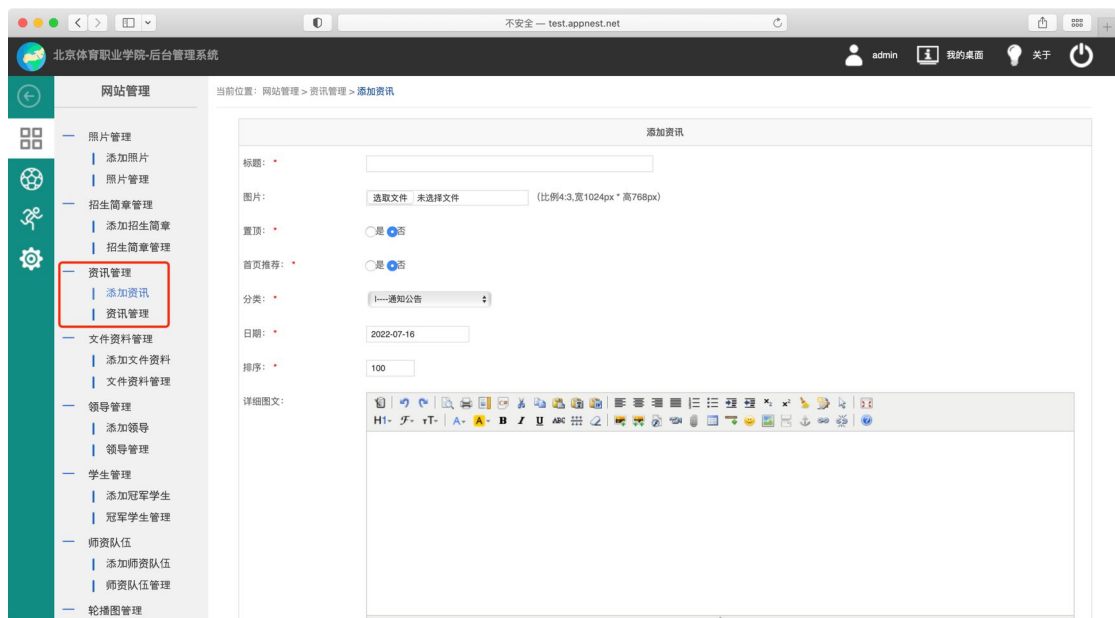 不安全 — test.appnest.net
北京体育职业学院-后台管理系统
admin
我的桌面
关于
网站管理
当前位置：网站管理 > 资讯管理 > 添加资讯
照片管理
添加照片
照片管理
招生简章管理
添加招生简章
招生简章管理
资讯管理
添加资讯
资讯管理
文件资料管理
添加文件资料
文件资料管理
领导管理
添加领导
领导管理
学生管理
添加冠军学生
冠军学生管理
师资队伍
添加师资队伍
师资队伍管理
轮播图管理
添加资讯
标题： *
图片： 选取文件 未选择文件 （比例4:3,宽1024px * 高768px）
置顶： * 是 否
首页推荐： * 是 否
分类： * |----通知公告
日期： * 2022-07-16
排序： * 100
详细图文：
H1 F TT A A B I U ABC